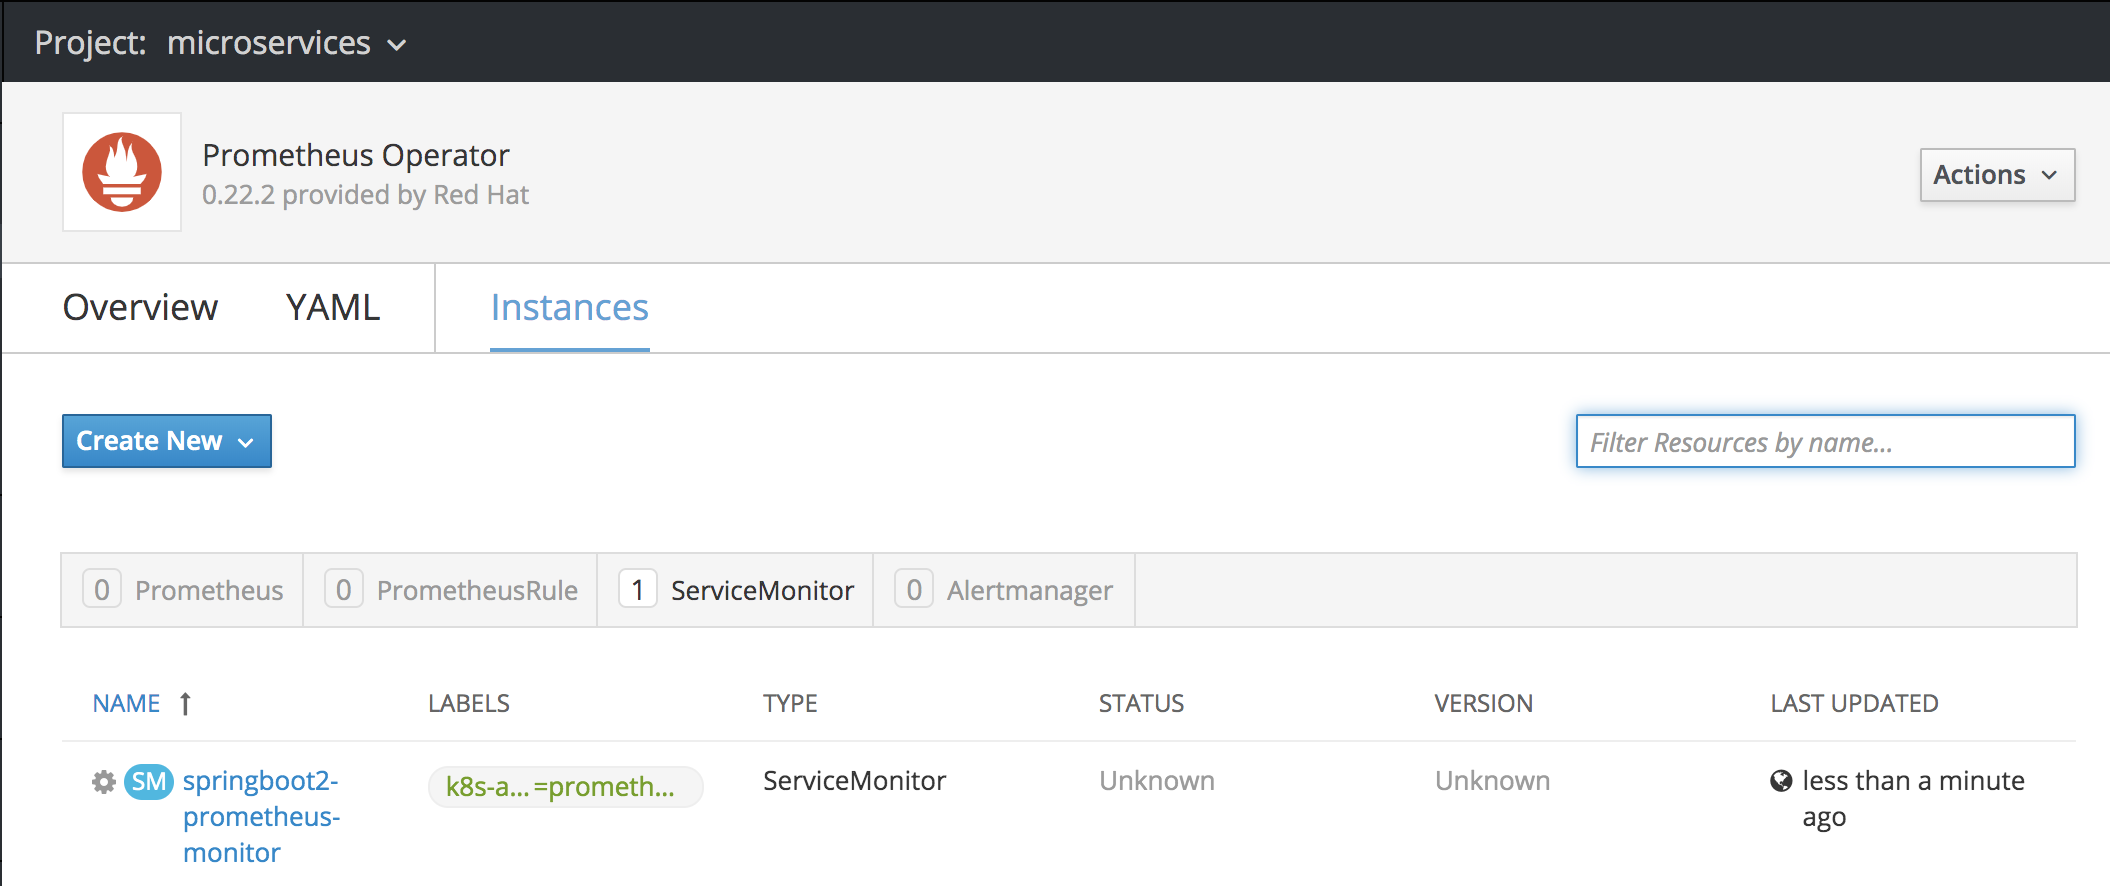 Project: microservices
Prometheus Operator
0.22.2 provided by Red Hat
Actions
Overview YAML Instances
Create New
Filter Resources by name...
0 Prometheus 0 PrometheusRule 1 ServiceMonitor 0 Alertmanager
NAME LABELS TYPE STATUS VERSION LAST UPDATED
SM springboot2- k8s-a... =prometh... ServiceMonitor Unknown Unknown less than a minute
prometheus- ago
monitor